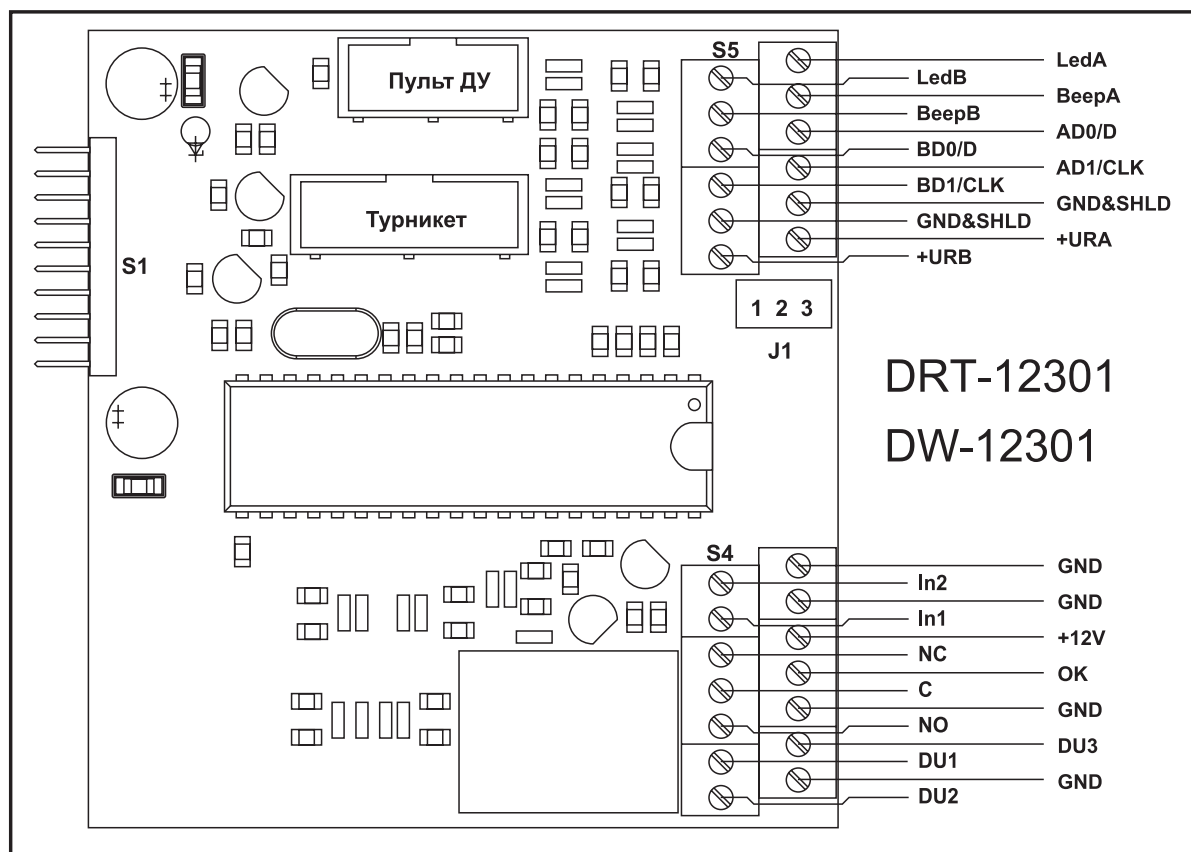 Пульт ДУ
Турникет
S1
S5
LedA
LedB
BeepA
BeepB
AD0/D
BD0/D
AD1/CLK
BD1/CLK
GND&SHLD
GND&SHLD
+URA
+URB
1 2 3
J1
DRT-12301
DW-12301
S4
GND
In2
GND
In1
+12V
NC
OK
C
GND
NO
DU3
DU1
GND
DU2